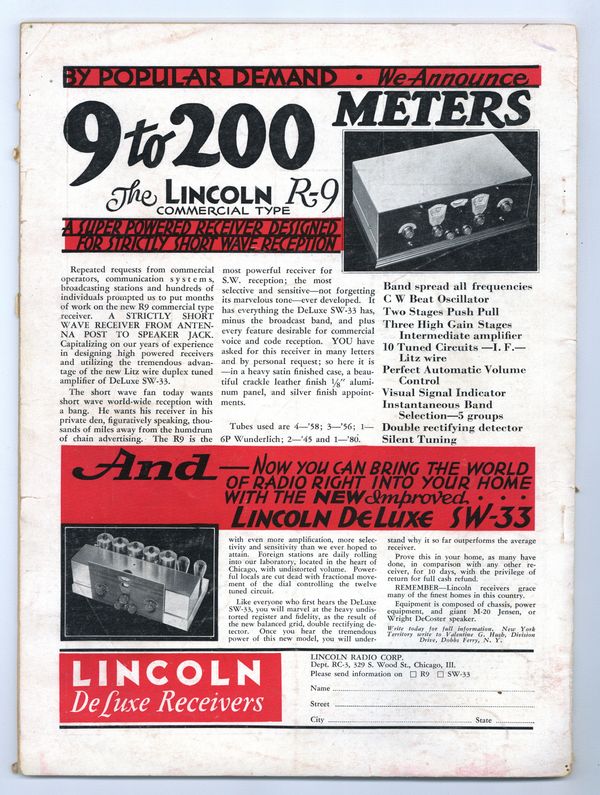 BY POPULAR DEMAND • We Announce
9 to 200 METERS
The LINCOLN R-9
COMMERCIAL TYPE
A SUPER POWERED RECEIVER DESIGNED
FOR STRICTLY SHORT WAVE RECEPTION
Repeated requests from commercial
operators, communication systems,
broadcasting stations and hundreds of
individuals prompted us to put months
of work on the new R9 commercial type
receiver. A STRICTLY SHORT
WAVE RECEIVER FROM ANTEN-
NA POST TO SPEAKER JACK.
Capitalizing on our years of experience
in designing high powered receivers
and utilizing the tremendous advan-
tage of the new Litz wire duplex tuned
amplifier of DeLuxe SW-33.
The short wave fan today wants
short wave world-wide reception with
a bang. He wants his receiver in his
private den, figuratively speaking, thou-
sands of miles away from the humdrum
of chain advertising. The R9 is the
most powerful receiver for
S.W. reception; the most
selective and sensitive—not forgetting
its marvelous tone—ever developed. It
has everything the DeLuxe SW-33 has,
minus the broadcast band, and plus
every feature desirable for commercial
voice and code reception. YOU have
asked for this receiver in many letters
and by personal request; so here it is
—in a heavy satin finished case, a beau-
tiful crackle leather finish ⅛" alumi-
num panel, and silver finish appoint-
ments.
Tubes used are 4—'58; 3—'56; 1—
6P Wunderlich; 2—'45 and 1—'80.
Band spread all frequencies
C W Beat Oscillator
Two Stages Push Pull
Three High Gain Stages
Intermediate amplifier
10 Tuned Circuits —I. F.—
Litz wire
Perfect Automatic Volume
Control
Visual Signal Indicator
Instantaneous Band
Selection—5 groups
Double rectifying detector
Silent Tuning
And — NOW YOU CAN BRING THE WORLD
OF RADIO RIGHT INTO YOUR HOME
WITH THE NEW Improved . . .
LINCOLN DELUXE SW-33
with even more amplification, more selec-
tivity and sensitivity than we ever hoped to
attain. Foreign stations are daily rolling
into our laboratory, located in the heart of
Chicago, with undistorted volume. Power-
ful locals are cut dead with fractional move-
ment of the dial controlling the twelve
tuned circuit.
Like everyone who first hears the DeLuxe
SW-33, you will marvel at the heavy undis-
torted register and fidelity, as the result of
the new balanced grid, double rectifying de-
tector. Once you hear the tremendous
power of this new model, you will under-
stand why it so far outperforms the average
receiver.
Prove this in your home, as many have
done, in comparison with any other re-
ceiver, for 10 days, with the privilege of
return for full cash refund.
REMEMBER—Lincoln receivers grace
many of the finest homes in this country.
Equipment is composed of chassis, power
equipment, and giant M-20 Jensen, or
Wright DeCoster speaker.
Write today for full information. New York
Territory write to Valentine G. Hush, Division
Drive, Dobbs Ferry, N. Y.
LINCOLN
DeLuxe Receivers
LINCOLN RADIO CORP.
Dept. RC-3, 329 S. Wood St., Chicago, Ill.
Please send information on □ R9 □ SW-33
Name
Street
City State